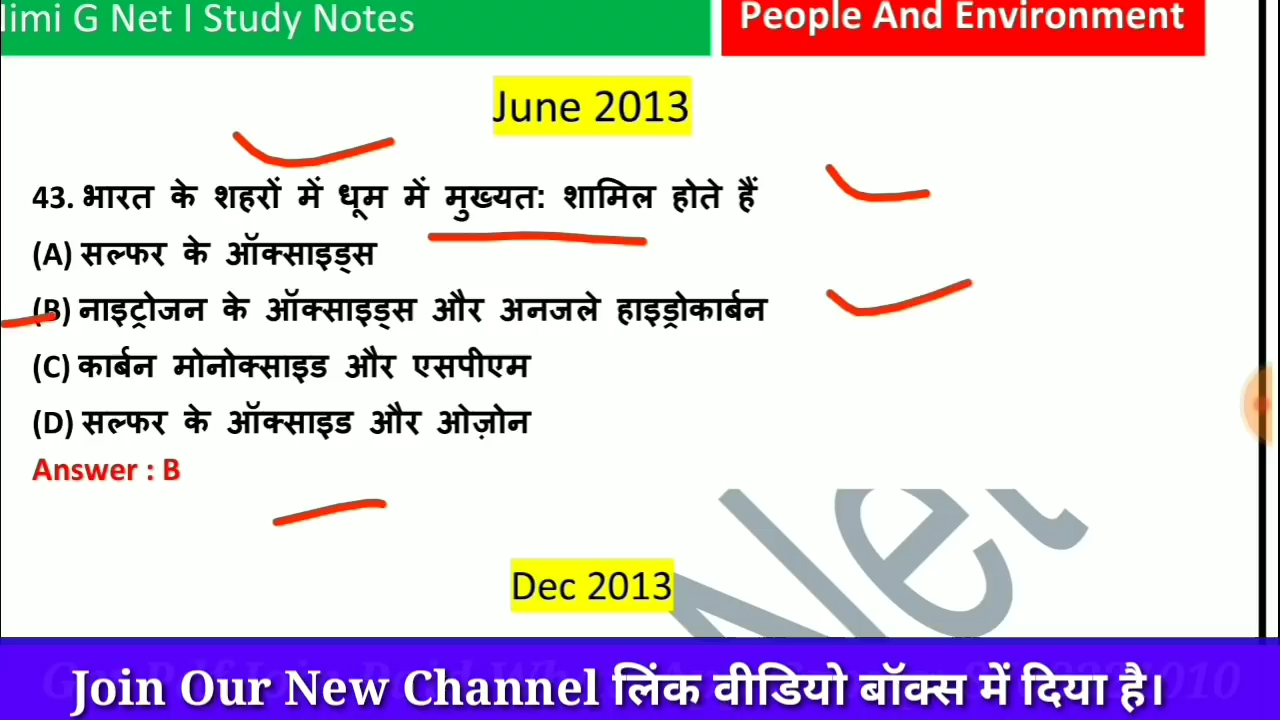 imi G Net I Study Notes
People And Environment
June 2013
43. भारत के शहरों में धूम में मुख्यत: शामिल होते हैं
(A) सल्फर के ऑक्साइड्स
(B) नाइट्रोजन के ऑक्साइड्स और अनजले हाइड्रोकार्बन
(C) कार्बन मोनोक्साइड और एसपीएम
(D) सल्फर के ऑक्साइड और ओज़ोन
Answer : B
Net
Dec 2013
Join Our New Channel लिंक वीडियो बॉक्स में दिया है।